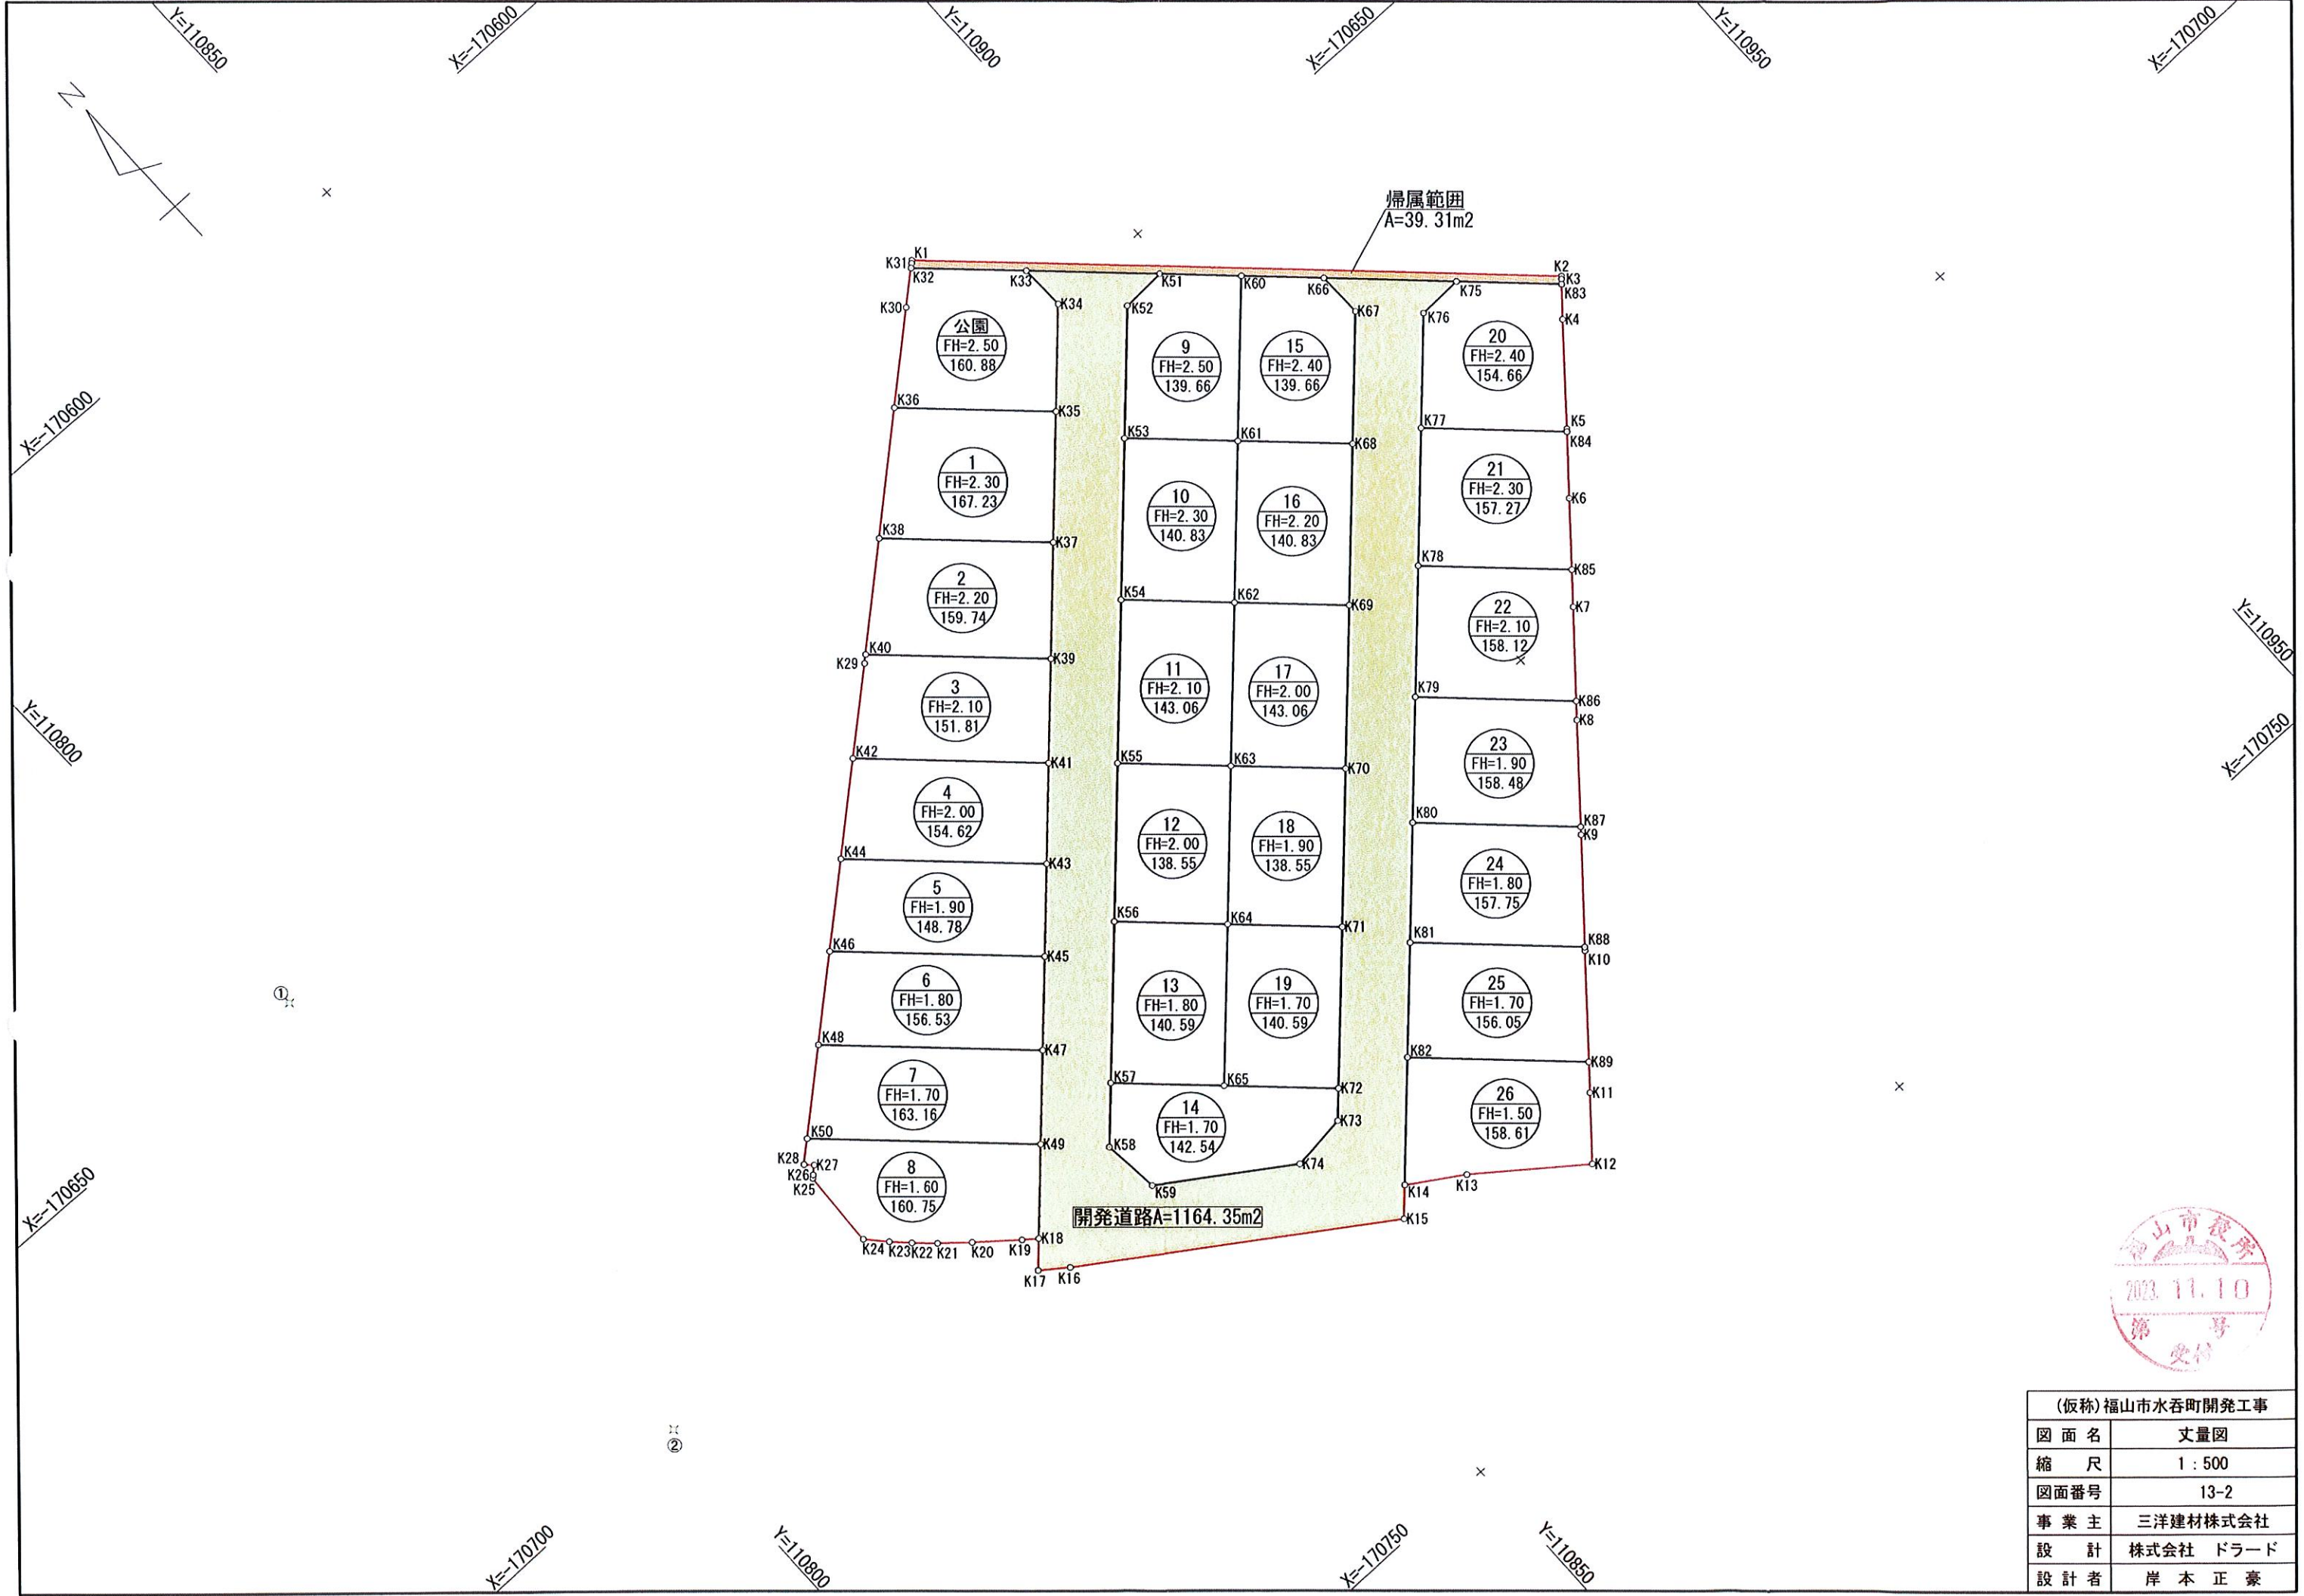 Y=110850
X=-170600
Y=110900
X=-170650
Y=110950
X=-170700
N
帰属範囲
A=39.31m2
K1
K31
K32
K33
K51
K60
K66
K75
K2
K3
K83
K30
K34
K52
K67
K76
K4
公園
FH=2.50
160.88
9
FH=2.50
139.66
15
FH=2.40
139.66
20
FH=2.40
154.66
X=-170600
K36
K35
K53
K61
K68
K77
K5
K84
1
FH=2.30
167.23
10
FH=2.30
140.83
16
FH=2.20
140.83
21
FH=2.30
157.27
K6
K38
K37
K78
K85
2
FH=2.20
159.74
K54
K62
K69
22
FH=2.10
158.12
K7
Y=110950
K40
K29
K39
3
FH=2.10
151.81
11
FH=2.10
143.06
17
FH=2.00
143.06
K79
K86
K8
Y=110800
X=-170750
K42
K41
K55
K63
K70
23
FH=1.90
158.48
4
FH=2.00
154.62
12
FH=2.00
138.55
18
FH=1.90
138.55
K80
K87
K9
K44
K43
5
FH=1.90
148.78
24
FH=1.80
157.75
K56
K64
K71
K46
K45
K81
K88
K10
①
6
FH=1.80
156.53
13
FH=1.80
140.59
19
FH=1.70
140.59
25
FH=1.70
156.05
K48
K47
K57
K65
K72
K82
K89
7
FH=1.70
163.16
14
FH=1.70
142.54
26
FH=1.50
158.61
K11
K73
K50
K49
K58
K28
K27
K26
K25
K59
K74
K14
K13
K12
8
FH=1.60
160.75
X=-170650
開発道路A=1164.35m2
K15
K24
K23
K22
K21
K20
K19
K18
K17
K16
福山市役所
2023.11.10
第 号
受付
②
X=-170700
Y=110800
X=-170750
Y=110850
(仮称)福山市水呑町開発工事
図面名 丈量図
縮 尺 1:500
図面番号 13-2
事業主 三洋建材株式会社
設 計 株式会社 ドラード
設計者 岸本正豪